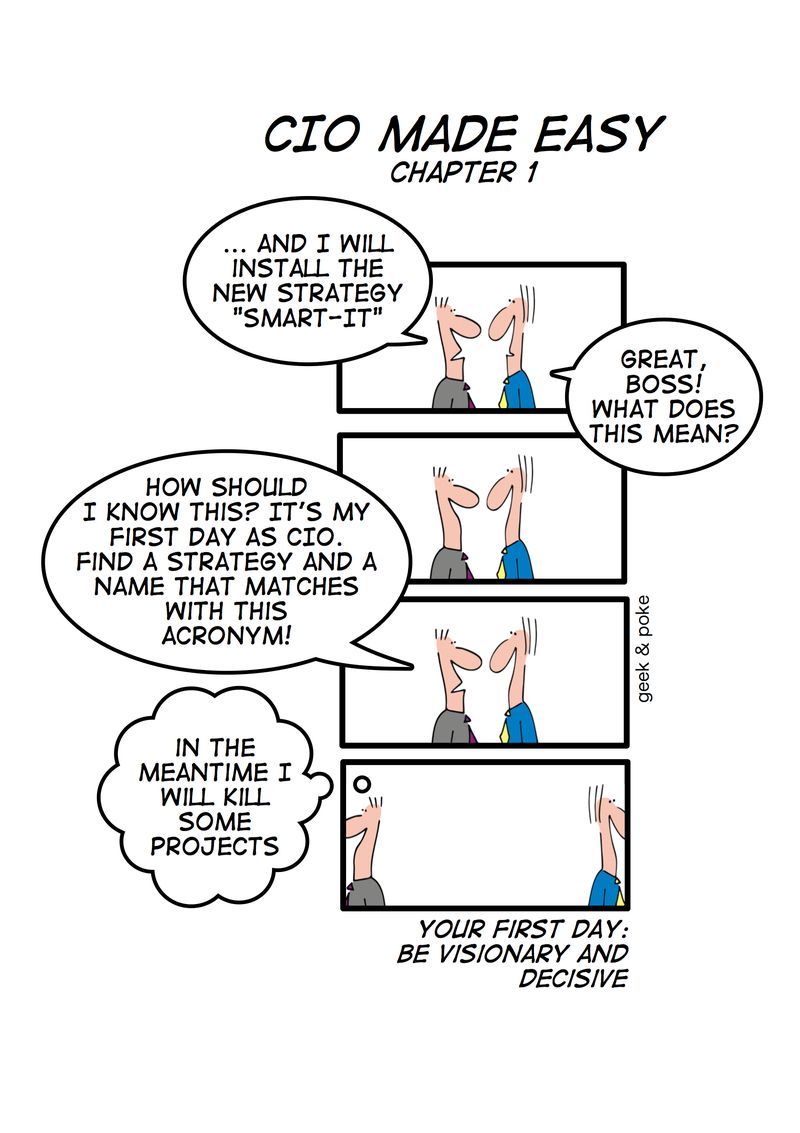 CIO MADE EASY
CHAPTER 1
... AND I WILL
INSTALL THE
NEW STRATEGY
"SMART-IT"
GREAT,
BOSS!
WHAT DOES
THIS MEAN?
HOW SHOULD
I KNOW THIS? IT'S MY
FIRST DAY AS CIO.
FIND A STRATEGY AND A
NAME THAT MATCHES
WITH THIS
ACRONYM!
geek & poke
IN THE
MEANTIME I
WILL KILL
SOME
PROJECTS
YOUR FIRST DAY:
BE VISIONARY AND
DECISIVE